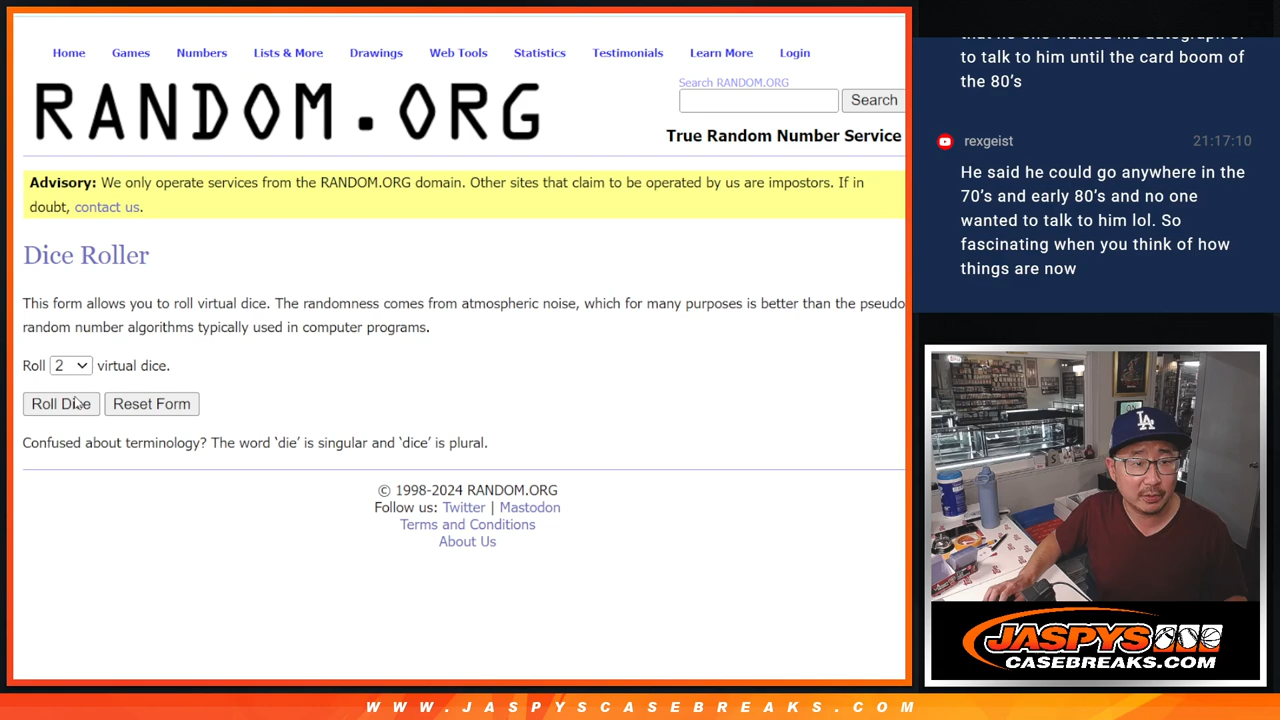 Home Games Numbers Lists & More Drawings Web Tools Statistics Testimonials Learn More Login
RANDOM.ORG
Search RANDOM.ORG
Search
True Random Number Service
Advisory: We only operate services from the RANDOM.ORG domain. Other sites that claim to be operated by us are impostors. If in
doubt, contact us.
Dice Roller
This form allows you to roll virtual dice. The randomness comes from atmospheric noise, which for many purposes is better than the pseudo
random number algorithms typically used in computer programs.
Roll 2 virtual dice.
Roll Dice Reset Form
Confused about terminology? The word ‘die’ is singular and ‘dice’ is plural.
© 1998-2024 RANDOM.ORG
Follow us: Twitter | Mastodon
Terms and Conditions
About Us
that no one wanted his autograph or
to talk to him until the card boom of
the 80’s
rexgeist 21:17:10
He said he could go anywhere in the
70’s and early 80’s and no one
wanted to talk to him lol. So
fascinating when you think of how
things are now
LA
JASPYS
CASEBREAKS.COM
WWW.JASPYSCASEBREAKS.COM